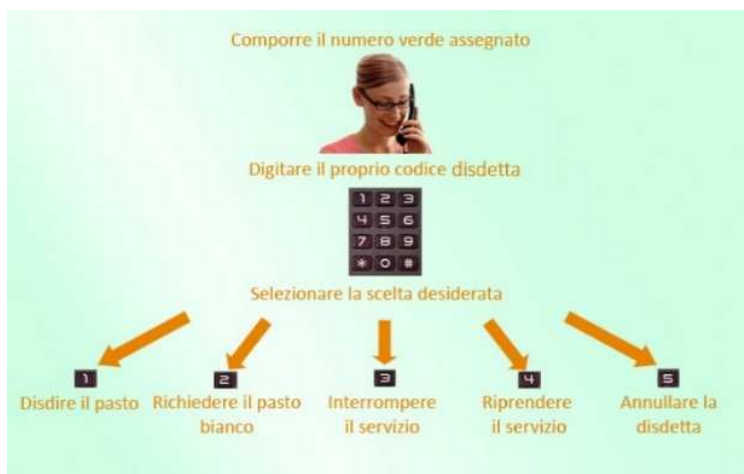 Comporre il numero verde assegnato
Digitare il proprio codice disdetta
1 2 3
4 5 6
7 8 9
* 0 #
Selezionare la scelta desiderata
1 2 3 4 5
Disdire il pasto Richiedere il pasto Interrompere Riprendere Annullare la
bianco il servizio il servizio disdetta